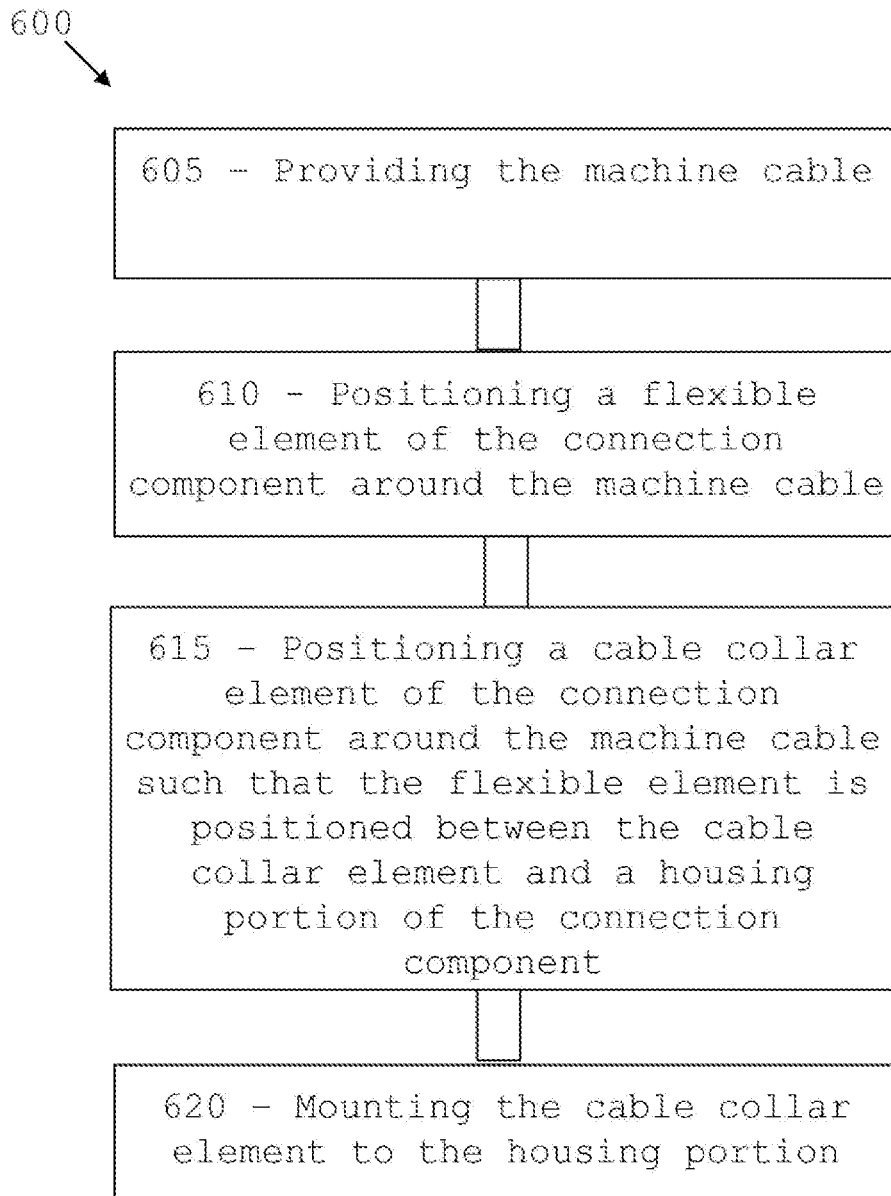 600
605 - Providing the machine cable
610 - Positioning a flexible
element of the connection
component around the machine cable
615 - Positioning a cable collar
element of the connection
component around the machine cable
such that the flexible element is
positioned between the cable
collar element and a housing
portion of the connection
component
620 - Mounting the cable collar
element to the housing portion